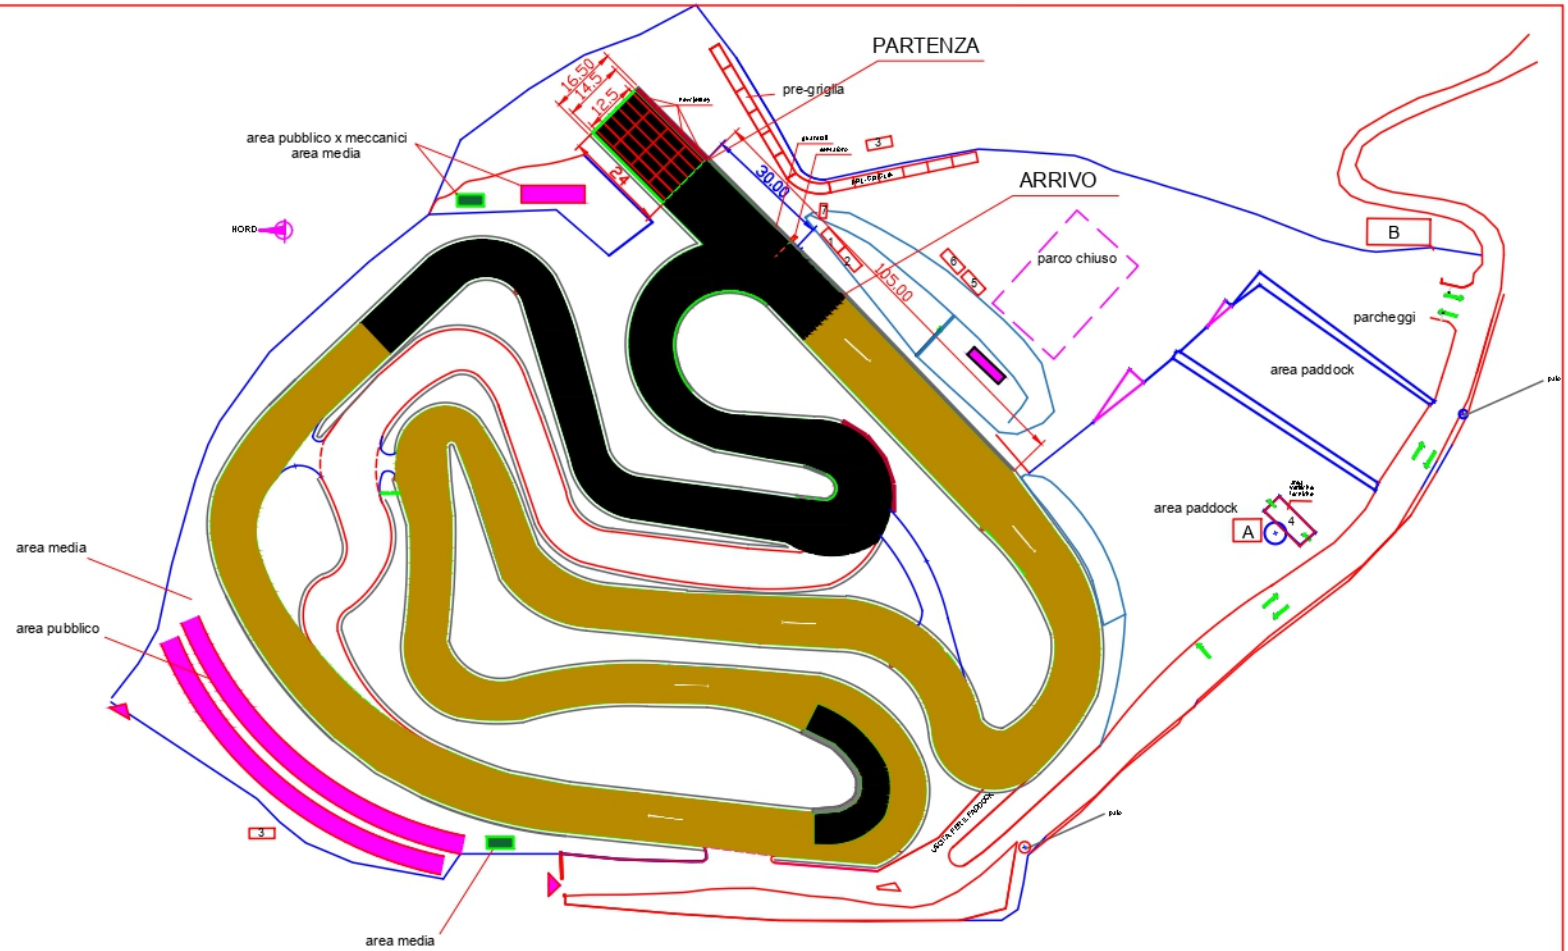 PARTENZA
16.50
14.5
12.5
pre-griglia
area pubblico x meccanici
area media
3
24
30.00
ARRIVO
NORD
7
B
1
2
6
5
parco chiuso
105.00
parcheggi
area paddock
palo
area paddock
4
A
area media
area pubblico
USCITA PER IL PADDOCK
palo
3
area media